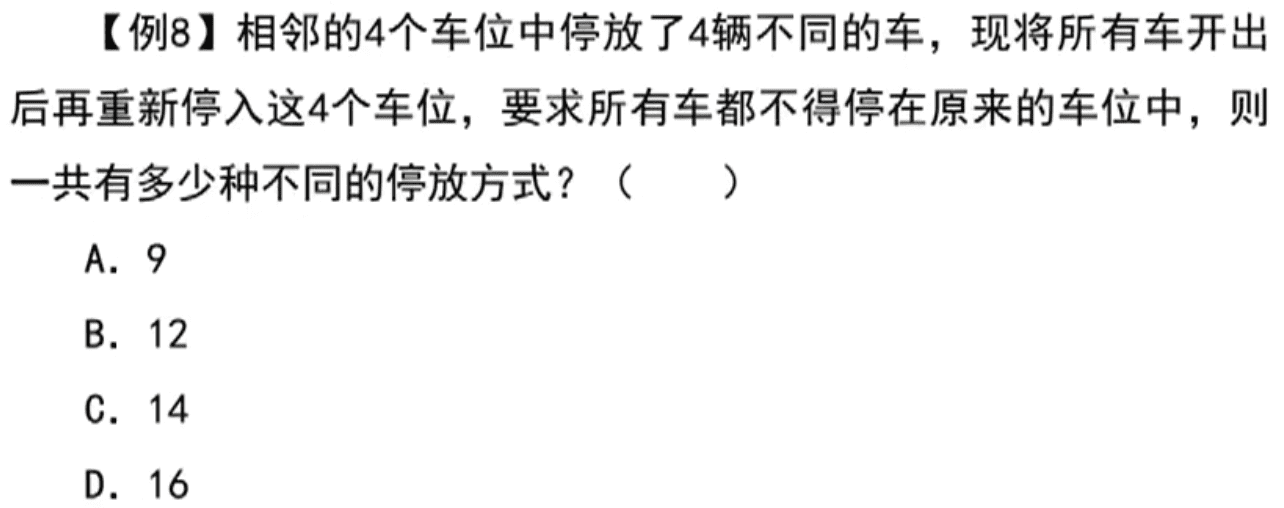 【例8】相邻的4个车位中停放了4辆不同的车，现将所有车开出
后再重新停入这4个车位，要求所有车都不得停在原来的车位中，则
一共有多少种不同的停放方式？（　　）
A. 9
B. 12
C. 14
D. 16